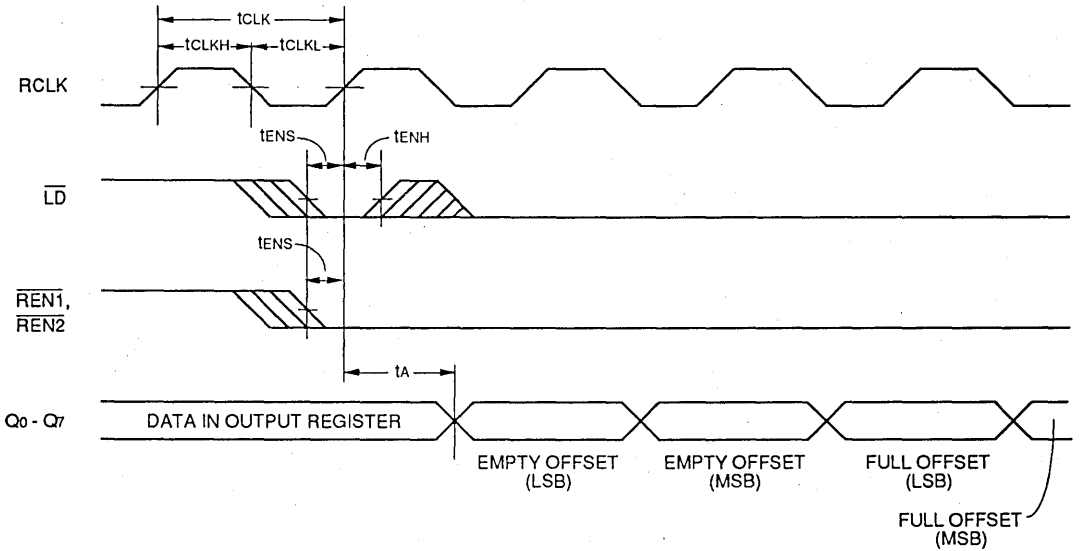 tCLK
tCLKH
tCLKL
RCLK
tENS
tENH
LD
tENS
REN1,
REN2
tA
Q0 - Q7
DATA IN OUTPUT REGISTER
EMPTY OFFSET
(LSB)
EMPTY OFFSET
(MSB)
FULL OFFSET
(LSB)
FULL OFFSET
(MSB)